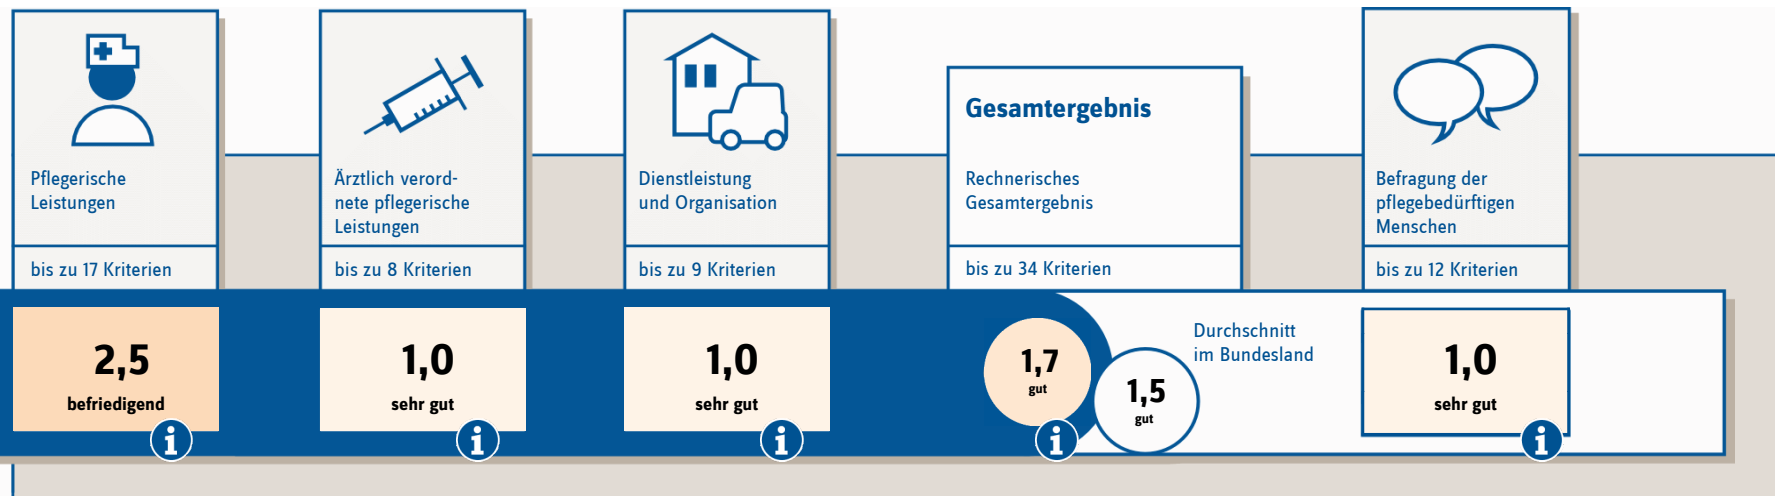 Pflegerische
Leistungen
bis zu 17 Kriterien
2,5
befriedigend
i
Ärztlich verord-
nete pflegerische
Leistungen
bis zu 8 Kriterien
1,0
sehr gut
i
Dienstleistung
und Organisation
bis zu 9 Kriterien
1,0
sehr gut
i
Gesamtergebnis
Rechnerisches
Gesamtergebnis
bis zu 34 Kriterien
1,7
gut
i
Durchschnitt
im Bundesland
1,5
gut
Befragung der
pflegebedürftigen
Menschen
bis zu 12 Kriterien
1,0
sehr gut
i